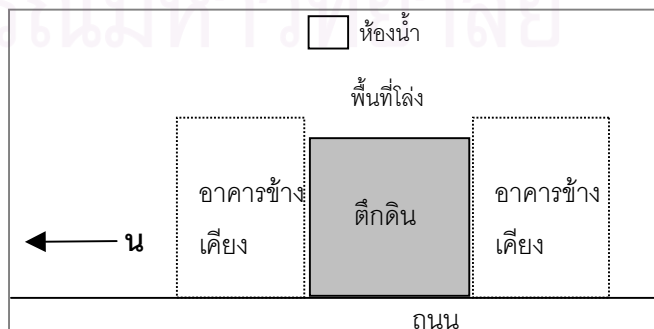 ห้องน้ำ
พื้นที่โล่ง
อาคารข้าง
เคียง
ตึกดิน
อาคารข้าง
เคียง
น
ถนน